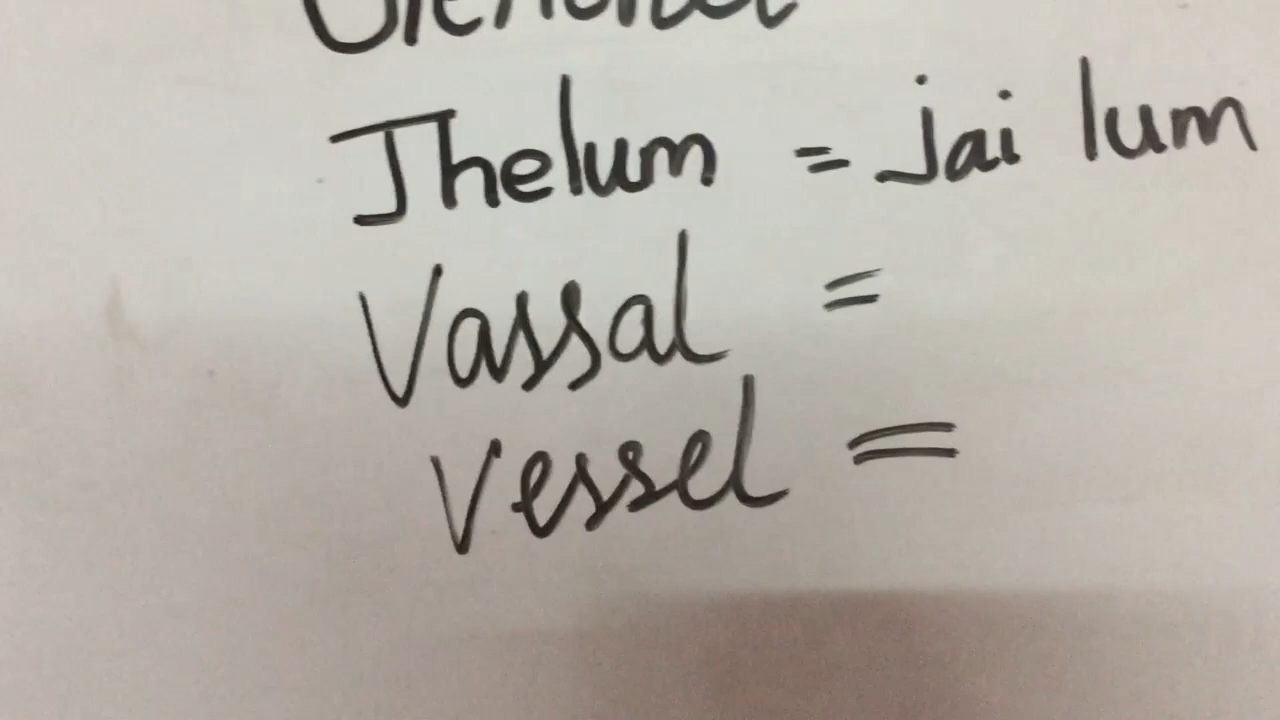 Jhelum = jai lum
Vassal =
Vessel =